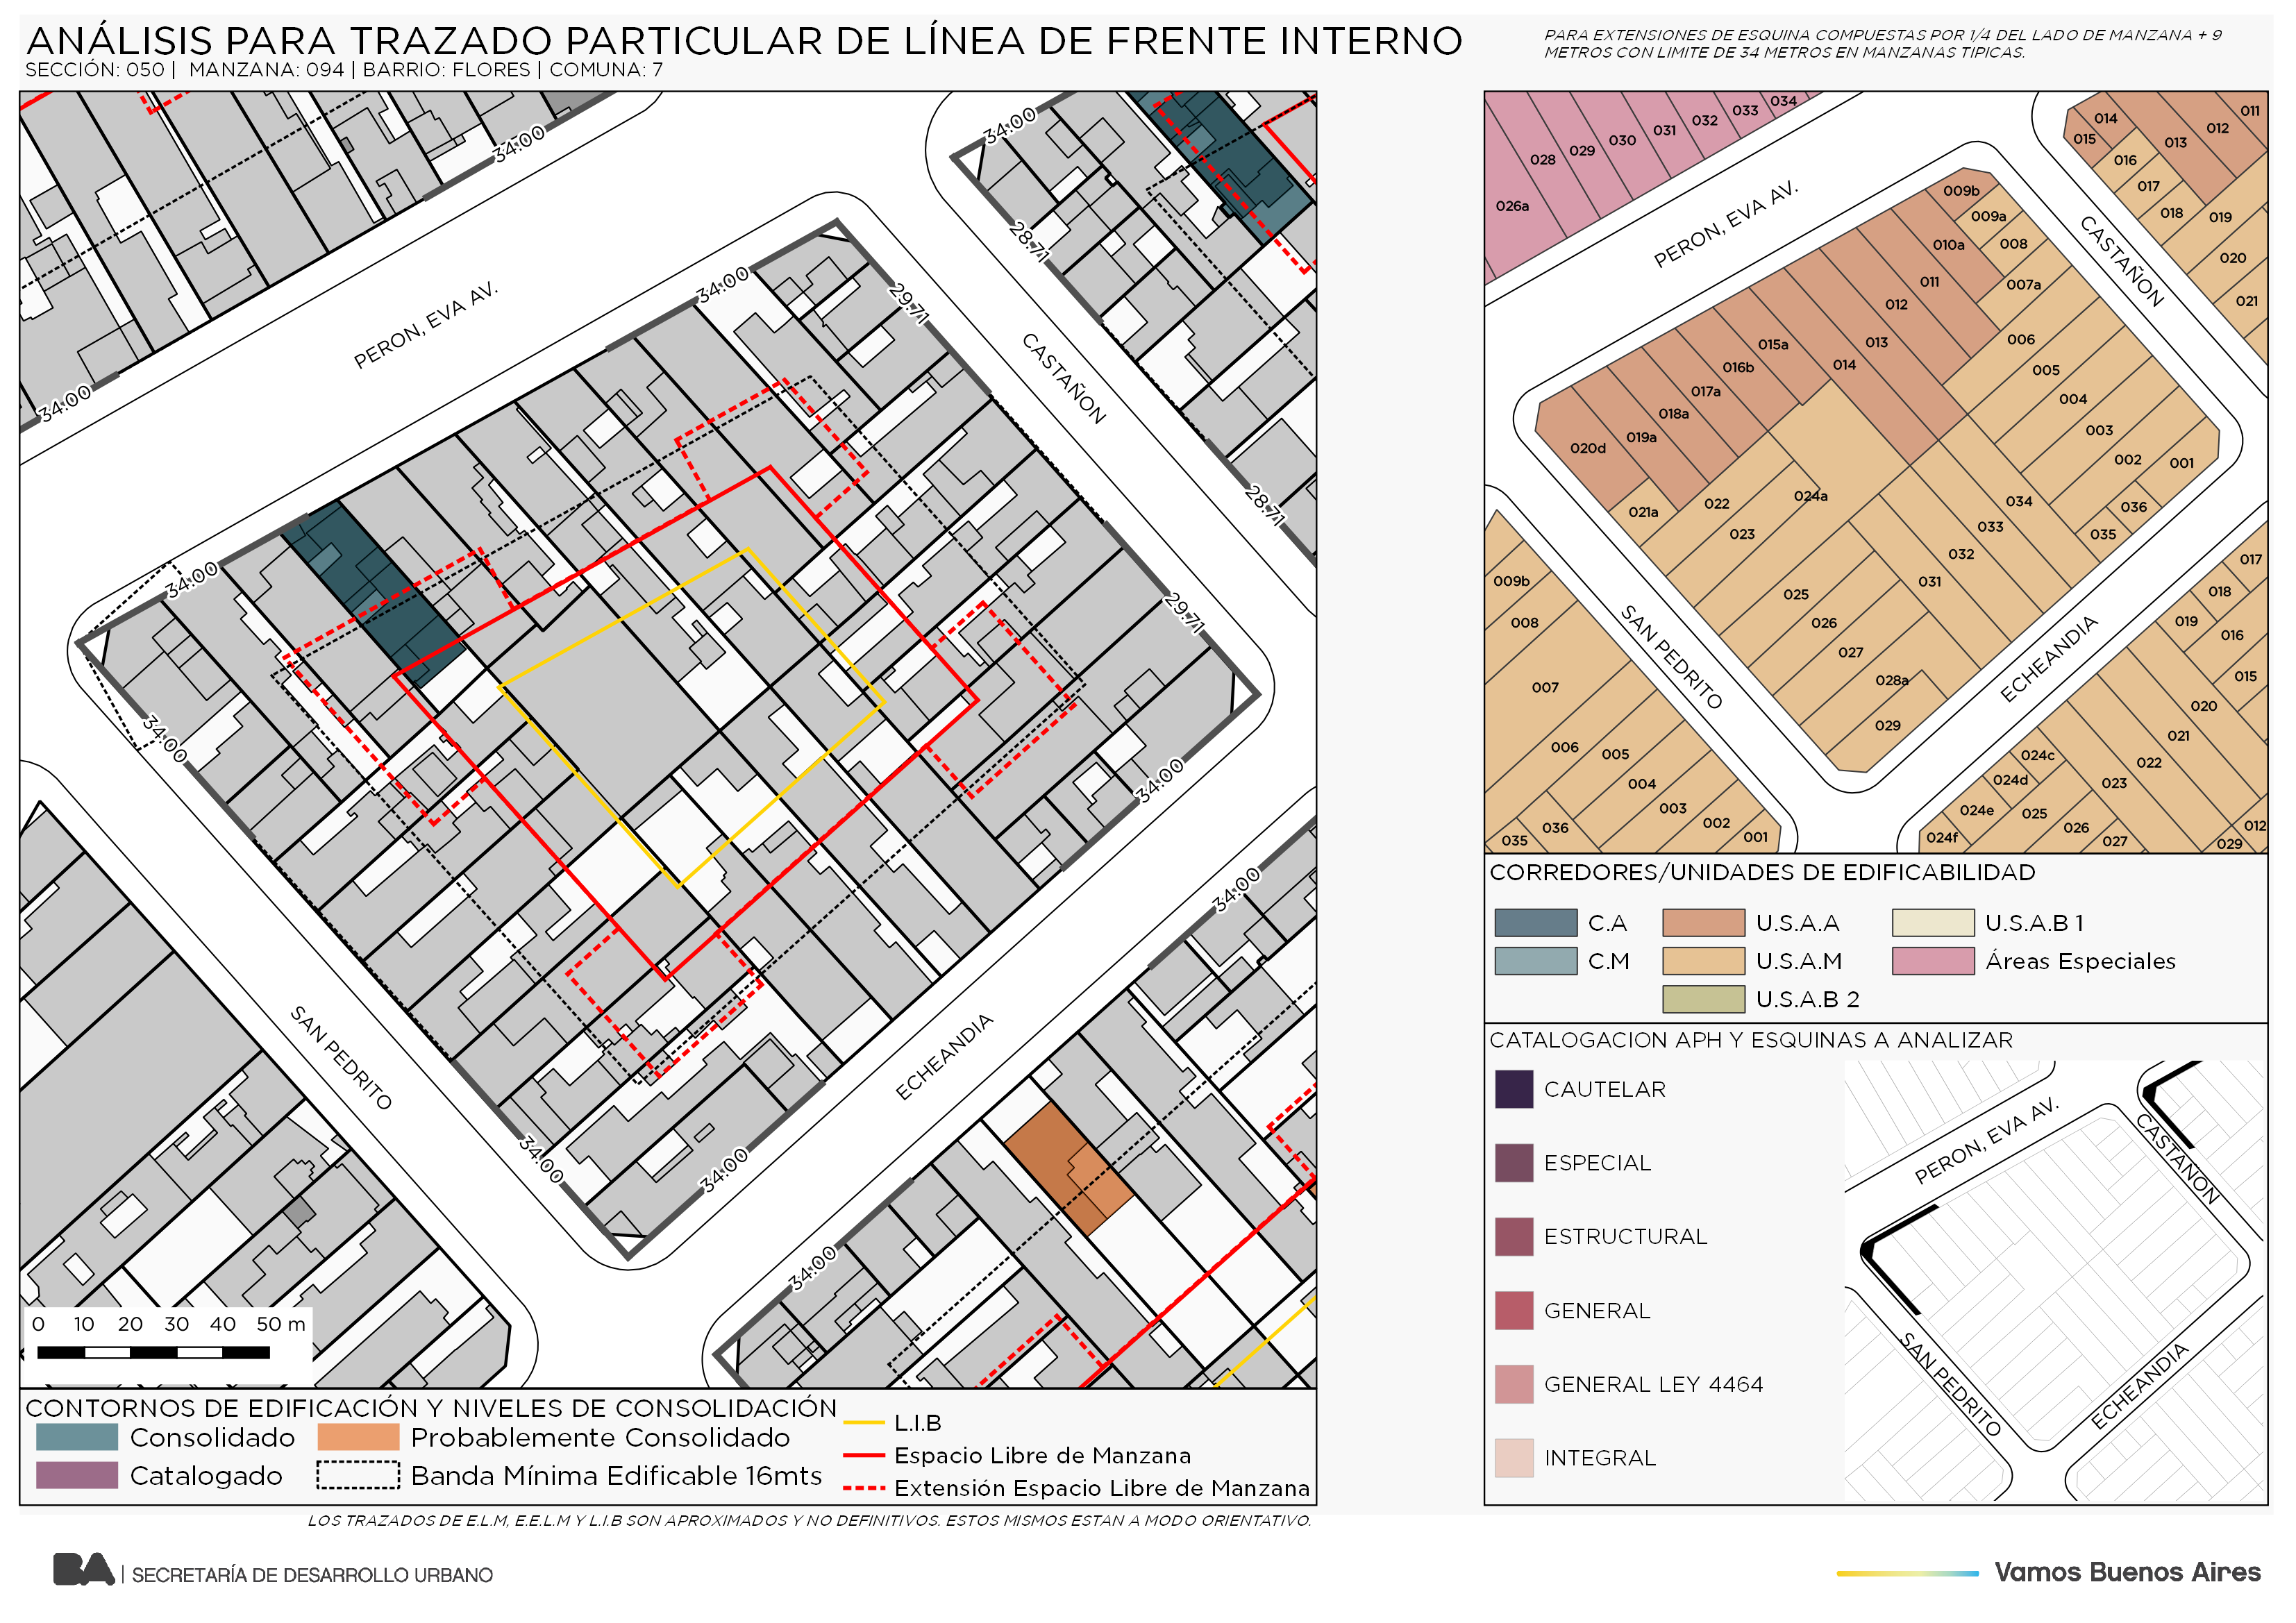 ANÁLISIS PARA TRAZADO PARTICULAR DE LÍNEA DE FRENTE INTERNO
SECCIÓN: 050 | MANZANA: 094 | BARRIO: FLORES | COMUNA: 7
PARA EXTENSIONES DE ESQUINA COMPUESTAS POR 1/4 DEL LADO DE MANZANA + 9
METROS CON LIMITE DE 34 METROS EN MANZANAS TIPICAS.
34.00
34.00
34.00
28.71
28.71
PERON, EVA AV.
34.00
29.71
CASTAÑON
34.00
34.00
29.71
34.00
SAN PEDRITO
ECHEANDIA
34.00
34.00
34.00
34.00
0 10 20 30 40 50 m
CONTORNOS DE EDIFICACIÓN Y NIVELES DE CONSOLIDACIÓN
Consolidado
Probablemente Consolidado
Catalogado
Banda Mínima Edificable 16mts
L.I.B
Espacio Libre de Manzana
Extensión Espacio Libre de Manzana
LOS TRAZADOS DE E.L.M, E.E.L.M Y L.I.B SON APROXIMADOS Y NO DEFINITIVOS. ESTOS MISMOS ESTAN A MODO ORIENTATIVO.
026a
028
029
030
031
032
033
034
014
015
013
012
011
016
017
018
019
020
021
PERON, EVA AV.
CASTAÑON
009b
009a
008
007a
010a
011
012
013
014
015a
016b
017a
018a
019a
020d
021a
022
023
024a
006
005
004
003
002
001
036
035
034
033
032
031
025
026
027
028a
029
SAN PEDRITO
ECHEANDIA
009b
008
007
006
005
004
003
002
001
036
035
017
018
019
016
015
020
021
022
023
024c
024d
024e
024f
025
026
027
012
029
CORREDORES/UNIDADES DE EDIFICABILIDAD
C.A
U.S.A.A
U.S.A.B 1
C.M
U.S.A.M
Áreas Especiales
U.S.A.B 2
CATALOGACION APH Y ESQUINAS A ANALIZAR
CAUTELAR
ESPECIAL
ESTRUCTURAL
GENERAL
GENERAL LEY 4464
INTEGRAL
PERON, EVA AV.
CASTAÑON
SAN PEDRITO
ECHEANDIA
BA | SECRETARÍA DE DESARROLLO URBANO
Vamos Buenos Aires